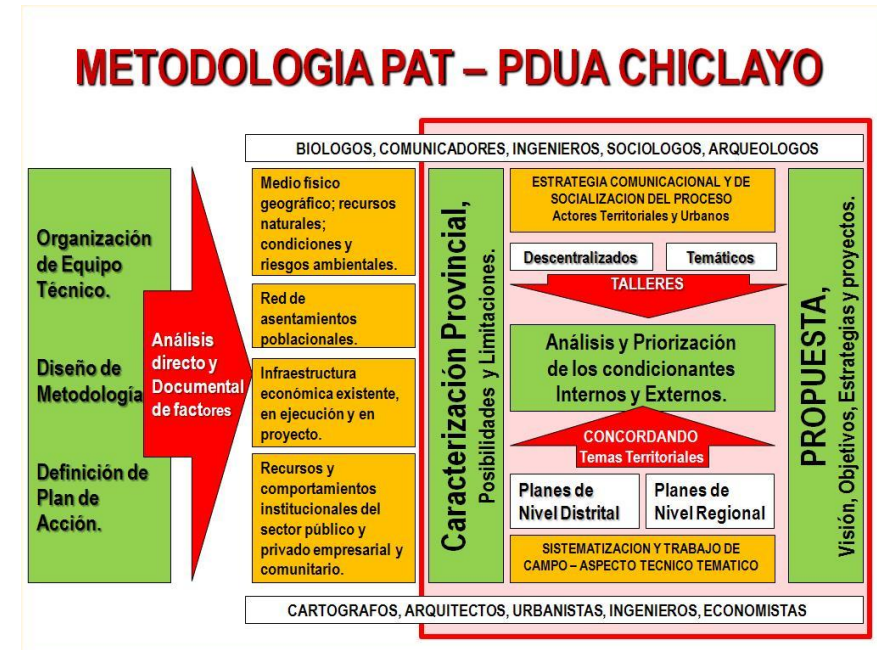 METODOLOGIA PAT – PDUA CHICLAYO
BIOLOGOS, COMUNICADORES, INGENIEROS, SOCIOLOGOS, ARQUEOLOGOS
Organización
de Equipo
Técnico.
Diseño de
Metodología
Definición de
Plan de
Acción.
Análisis
directo y
Documental
de factores
Medio físico
geográfico; recursos
naturales;
condiciones y
riesgos ambientales.
Red de
asentamientos
poblacionales.
Infraestructura
económica existente,
en ejecución y en
proyecto.
Recursos y
comportamientos
institucionales del
sector público y
privado empresarial y
comunitario.
Caracterización Provincial,
Posibilidades y Limitaciones.
ESTRATEGIA COMUNICACIONAL Y DE
SOCIALIZACION DEL PROCESO
Actores Territoriales y Urbanos
Descentralizados
Temáticos
TALLERES
Análisis y Priorización
de los condicionantes
Internos y Externos.
CONCORDANDO
Temas Territoriales
Planes de
Nivel Distrital
Planes de
Nivel Regional
SISTEMATIZACION Y TRABAJO DE
CAMPO – ASPECTO TECNICO TEMATICO
PROPUESTA,
Visión, Objetivos, Estrategias y proyectos.
CARTOGRAFOS, ARQUITECTOS, URBANISTAS, INGENIEROS, ECONOMISTAS